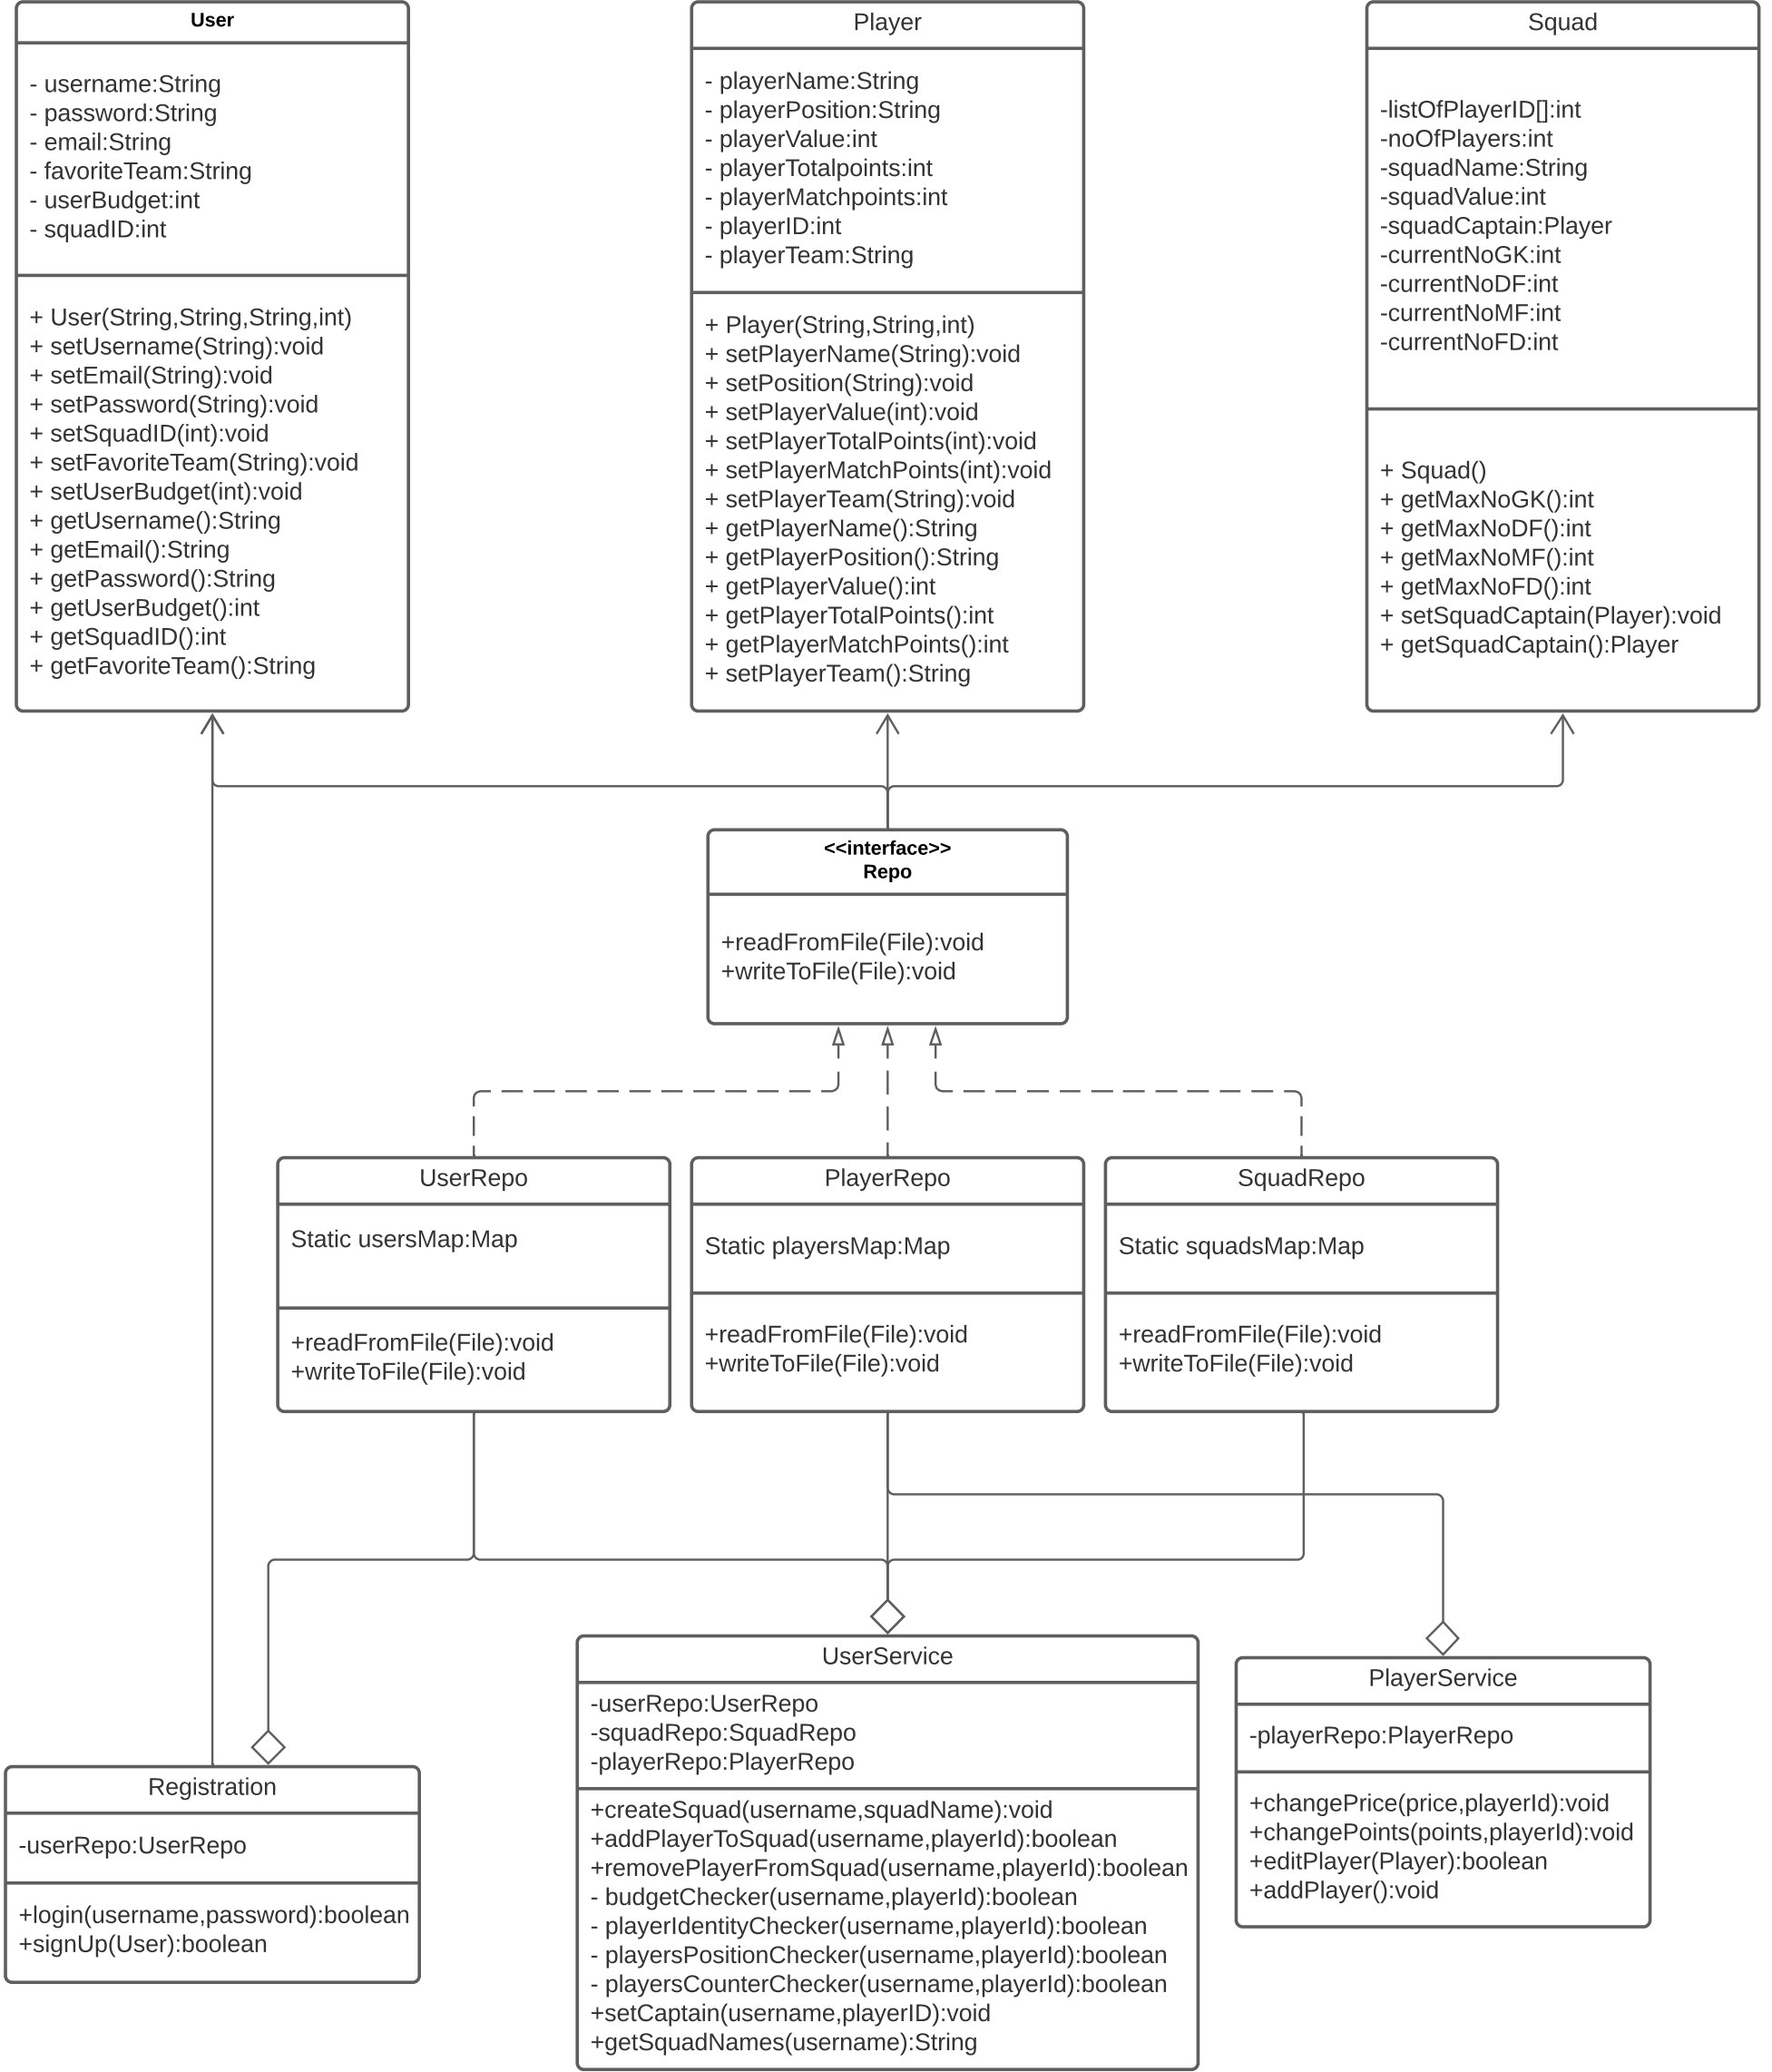 User
- username:String
- password:String
- email:String
- favoriteTeam:String
- userBudget:int
- squadID:int
+ User(String,String,String,int)
+ setUsername(String):void
+ setEmail(String):void
+ setPassword(String):void
+ setSquadID(int):void
+ setFavoriteTeam(String):void
+ setUserBudget(int):void
+ getUsername():String
+ getEmail():String
+ getPassword():String
+ getUserBudget():int
+ getSquadID():int
+ getFavoriteTeam():String
Player
- playerName:String
- playerPosition:String
- playerValue:int
- playerTotalpoints:int
- playerMatchpoints:int
- playerID:int
- playerTeam:String
+ Player(String,String,int)
+ setPlayerName(String):void
+ setPosition(String):void
+ setPlayerValue(int):void
+ setPlayerTotalPoints(int):void
+ setPlayerMatchPoints(int):void
+ setPlayerTeam(String):void
+ getPlayerName():String
+ getPlayerPosition():String
+ getPlayerValue():int
+ getPlayerTotalPoints():int
+ getPlayerMatchPoints():int
+ setPlayerTeam():String
Squad
-listOfPlayerID[]:int
-noOfPlayers:int
-squadName:String
-squadValue:int
-squadCaptain:Player
-currentNoGK:int
-currentNoDF:int
-currentNoMF:int
-currentNoFD:int
+ Squad()
+ getMaxNoGK():int
+ getMaxNoDF():int
+ getMaxNoMF():int
+ getMaxNoFD():int
+ setSquadCaptain(Player):void
+ getSquadCaptain():Player
<<interface>>
Repo
+readFromFile(File):void
+writeToFile(File):void
UserRepo
Static usersMap:Map
+readFromFile(File):void
+writeToFile(File):void
PlayerRepo
Static playersMap:Map
+readFromFile(File):void
+writeToFile(File):void
SquadRepo
Static squadsMap:Map
+readFromFile(File):void
+writeToFile(File):void
Registration
-userRepo:UserRepo
+login(username,password):boolean
+signUp(User):boolean
UserService
-userRepo:UserRepo
-squadRepo:SquadRepo
-playerRepo:PlayerRepo
+createSquad(username,squadName):void
+addPlayerToSquad(username,playerId):boolean
+removePlayerFromSquad(username,playerId):boolean
- budgetChecker(username,playerId):boolean
- playerIdentityChecker(username,playerId):boolean
- playersPositionChecker(username,playerId):boolean
- playersCounterChecker(username,playerId):boolean
+setCaptain(username,playerID):void
+getSquadNames(username):String
PlayerService
-playerRepo:PlayerRepo
+changePrice(price,playerId):void
+changePoints(points,playerId):void
+editPlayer(Player):boolean
+addPlayer():void